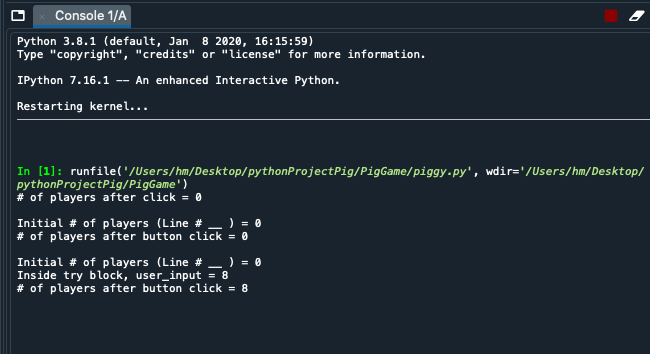 Console 1/A
Python 3.8.1 (default, Jan  8 2020, 16:15:59)
Type "copyright", "credits" or "license" for more information.
IPython 7.16.1 -- An enhanced Interactive Python.
Restarting kernel...
In [1]: runfile('/Users/hm/Desktop/pythonProjectPig/PigGame/piggy.py', wdir='/Users/hm/Desktop/
pythonProjectPig/PigGame')
# of players after click = 0
Initial # of players (Line # __ ) = 0
# of players after button click = 0
Initial # of players (Line # __ ) = 0
Inside try block, user_input = 8
# of players after button click = 8